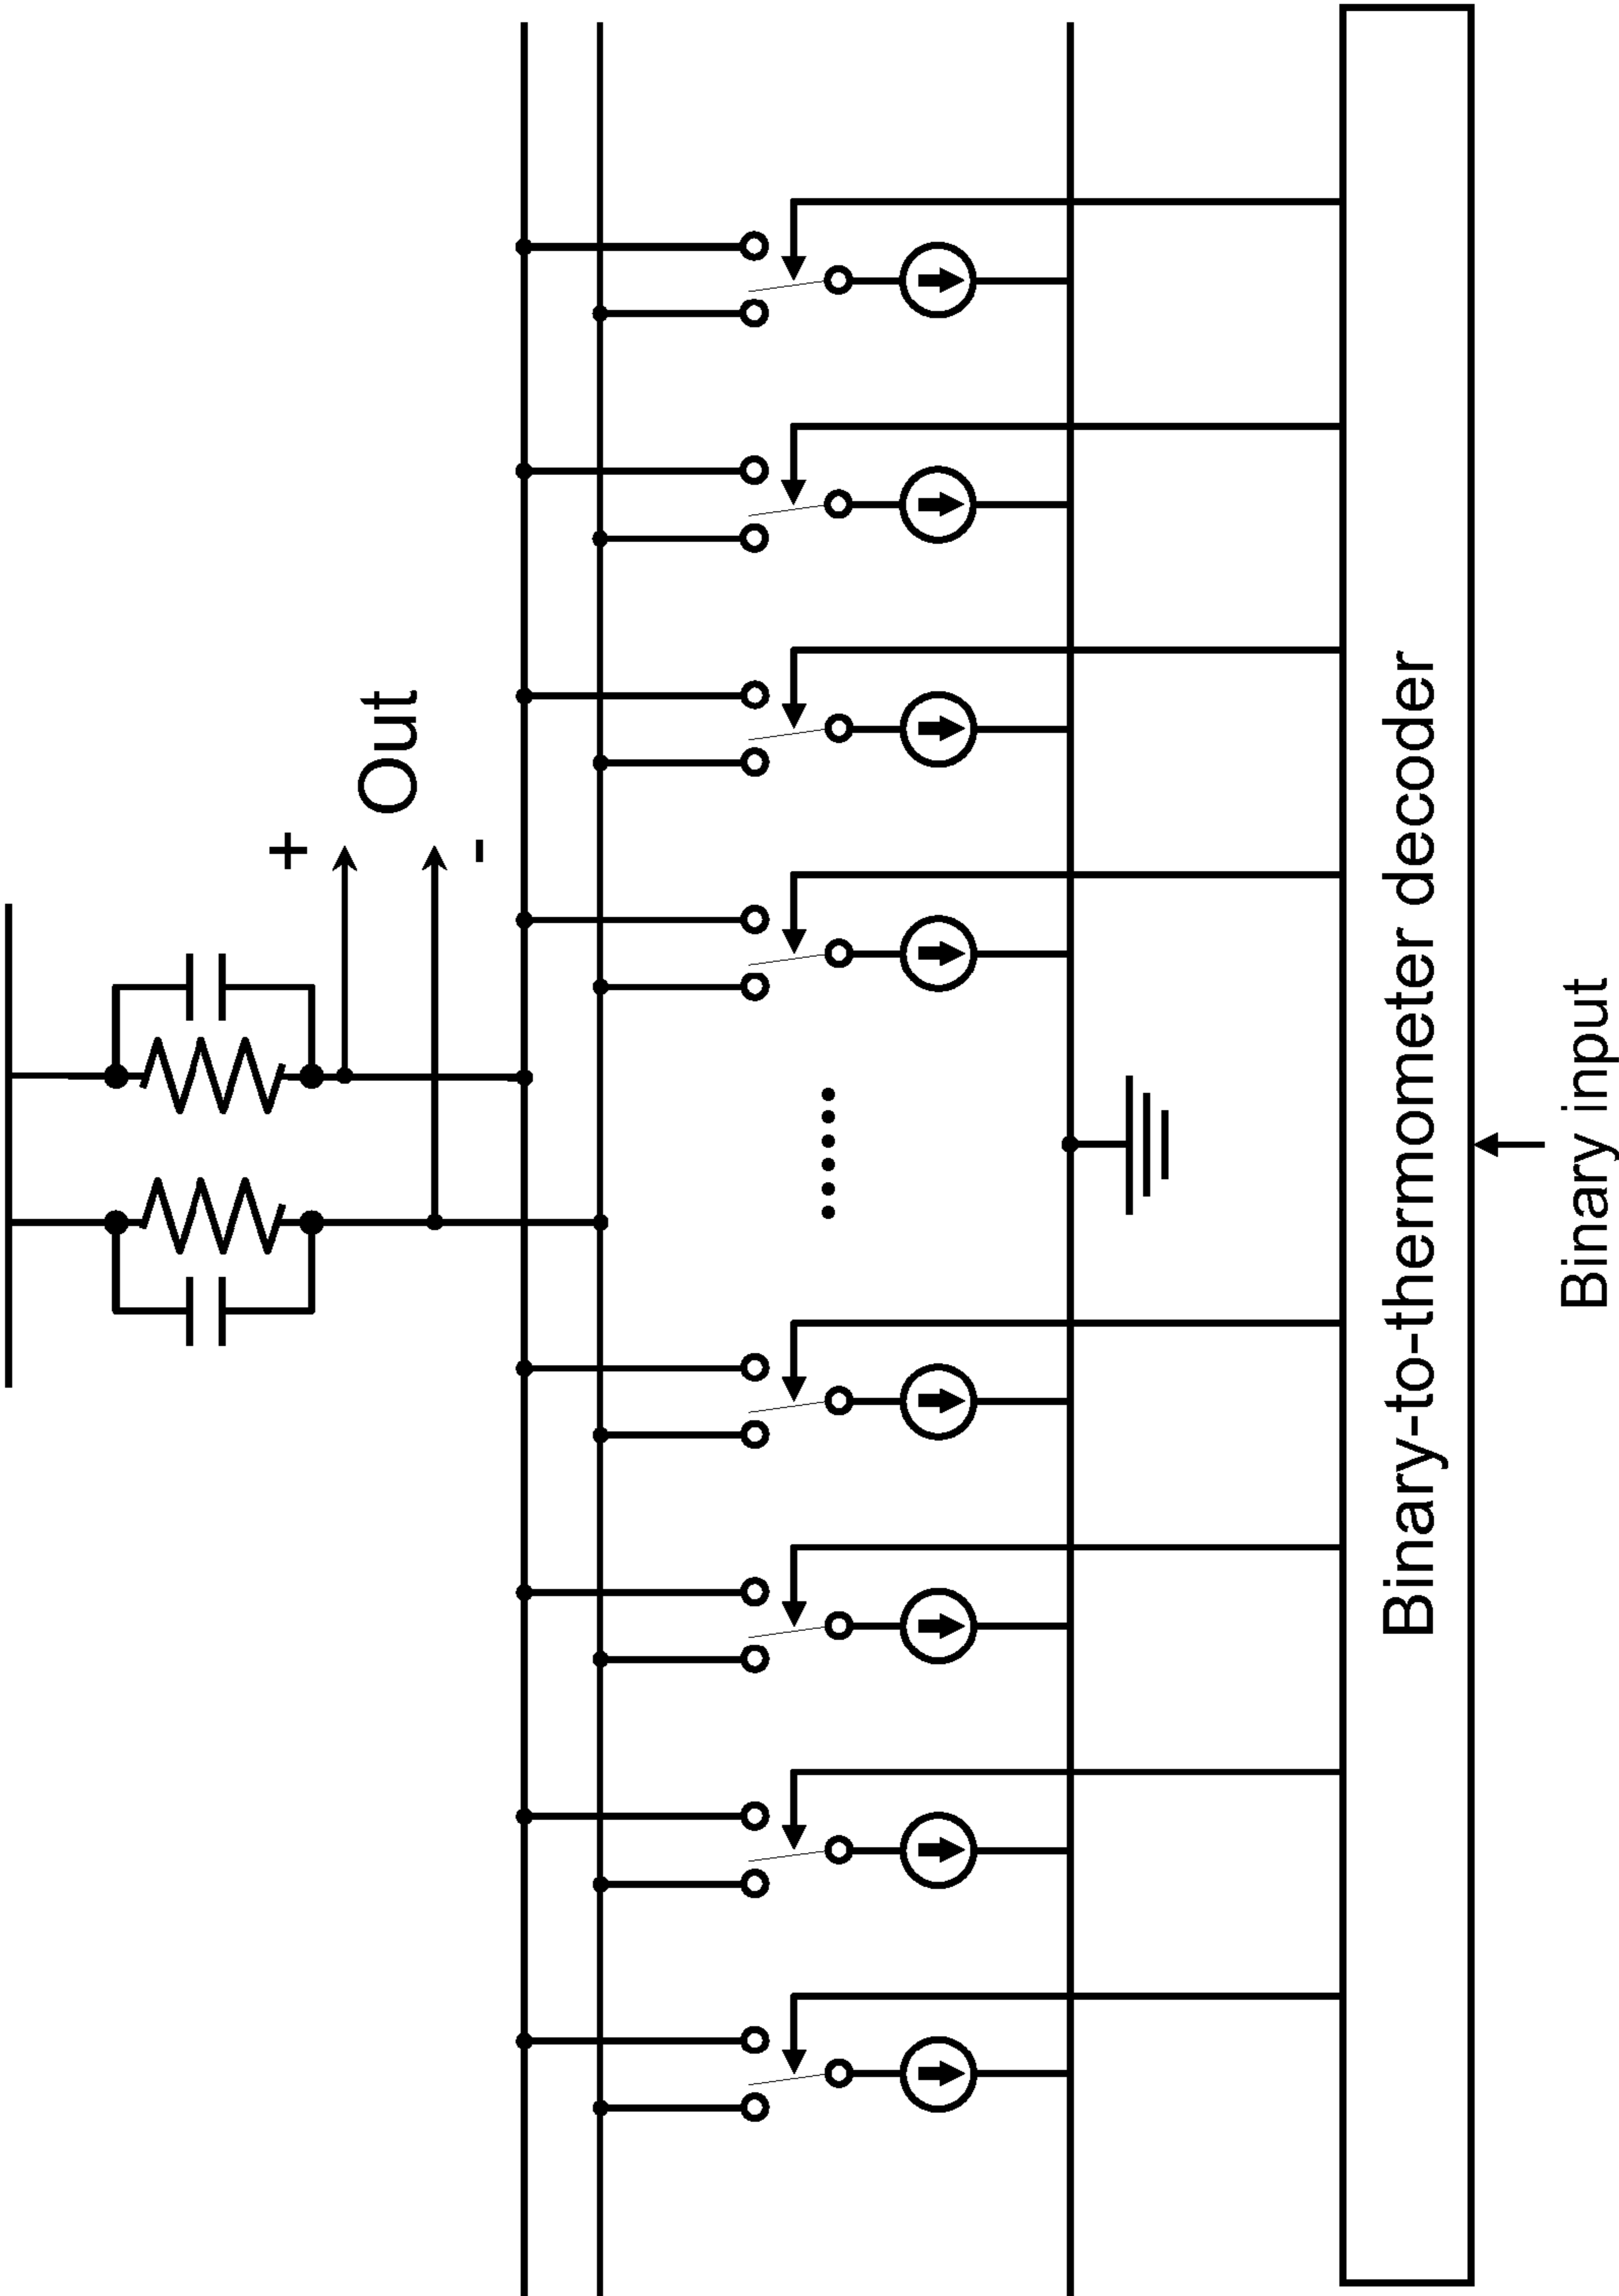 +
Out
-
Binary-to-thermometer decoder
Binary input